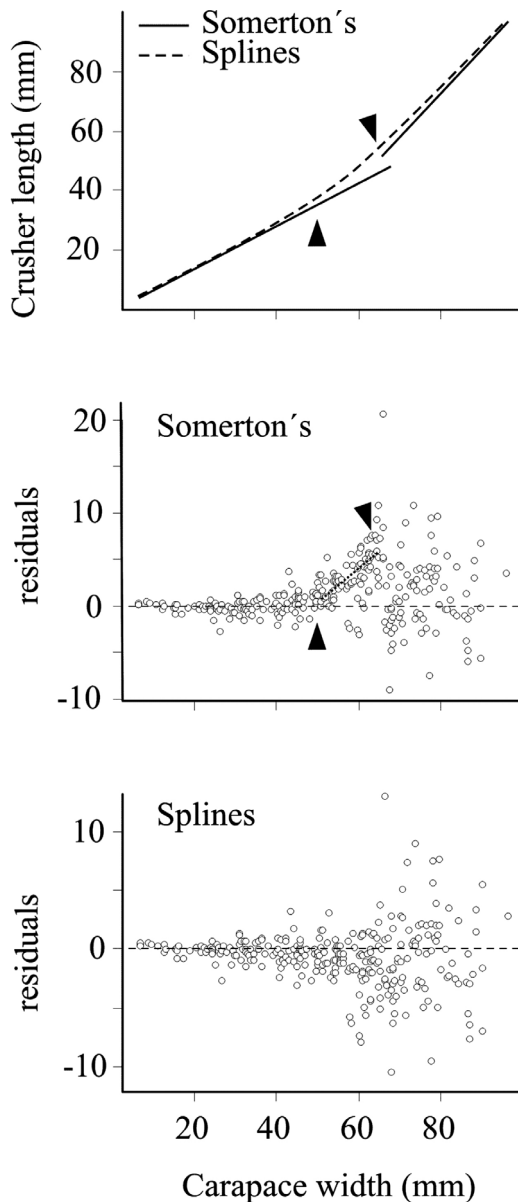 Somerton´s
Splines
Crusher length (mm)
80
60
40
20
Somerton´s
residuals
20
10
0
-10
Splines
residuals
10
0
-10
20 40 60 80
Carapace width (mm)